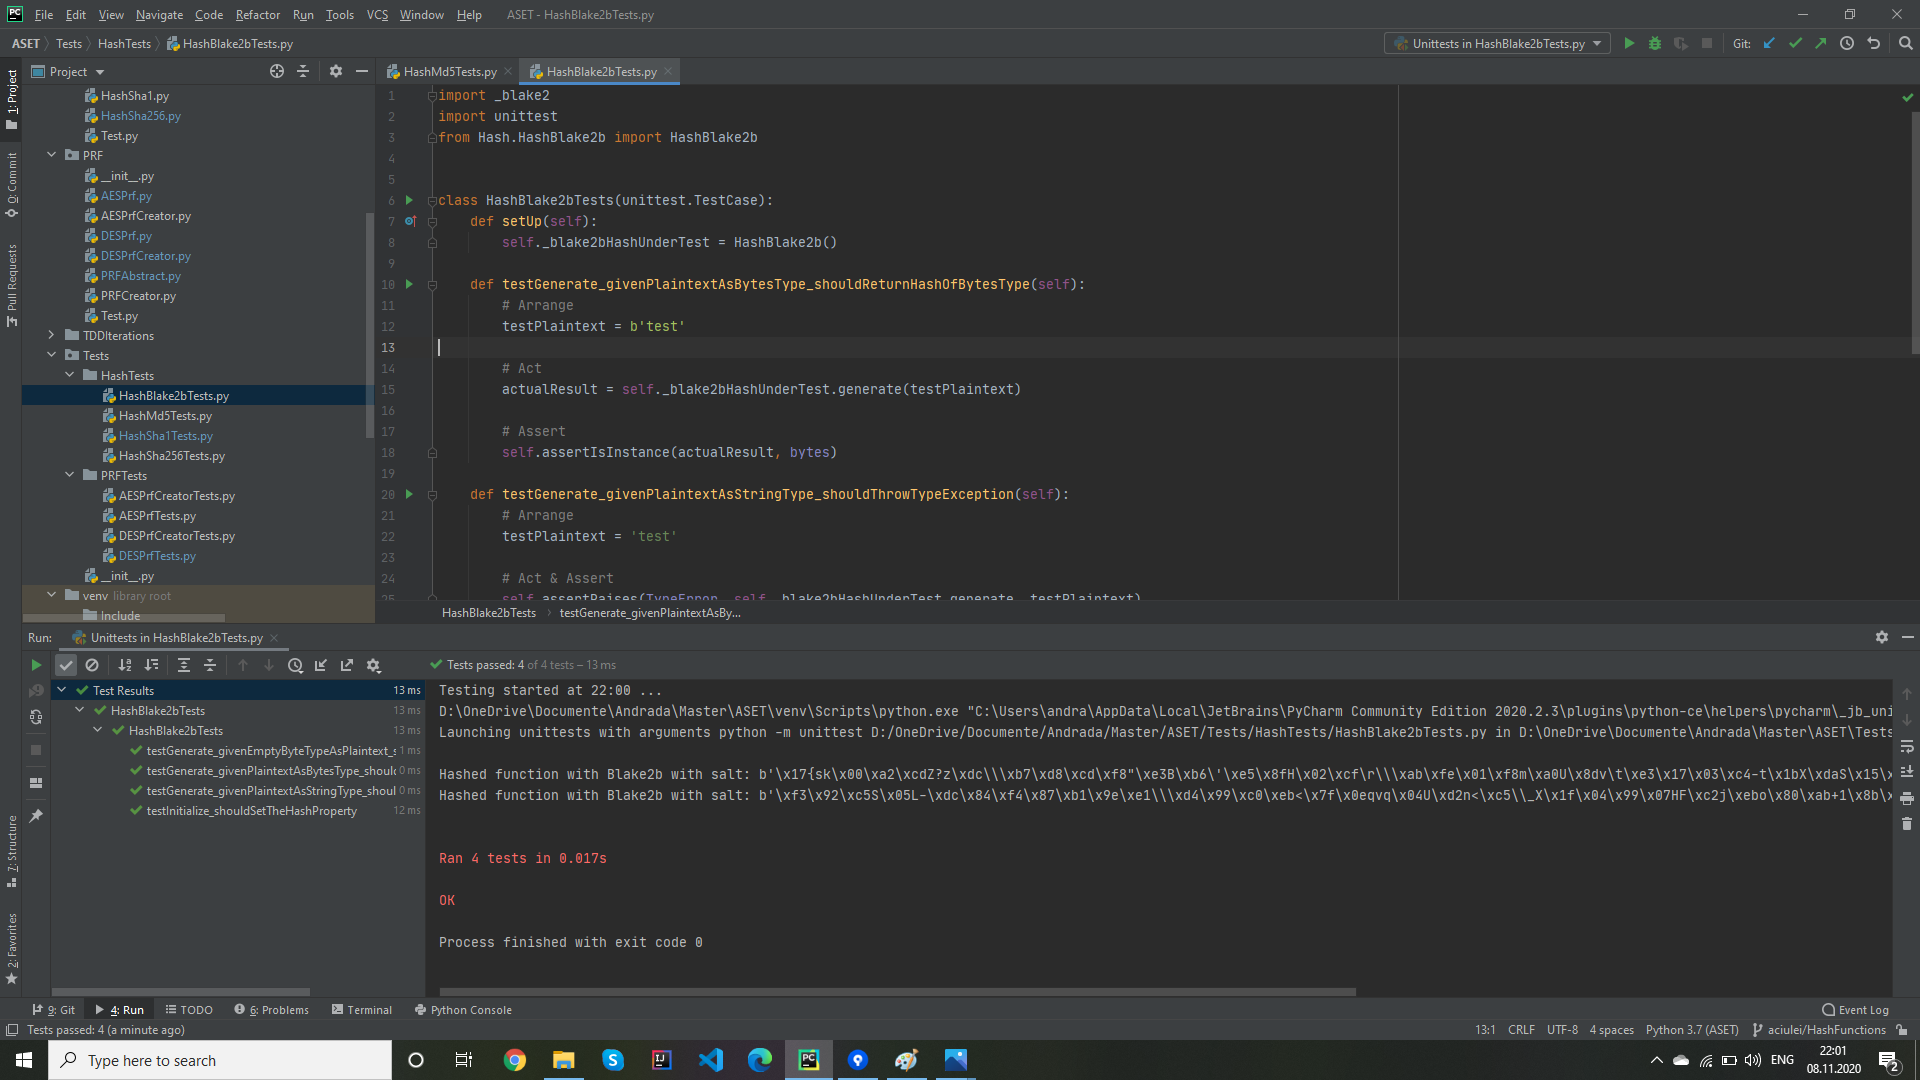 File Edit View Navigate Code Refactor Run Tools VCS Window Help ASET - HashBlake2bTests.py
ASET Tests HashTests HashBlake2bTests.py Unittests in HashBlake2bTests.py Git:
Project HashMd5Tests.py HashBlake2bTests.py
1: Project
0: Commit
Pull Requests
7: Structure
2: Favorites
HashSha1.py
HashSha256.py
Test.py
PRF
__init__.py
AESPrf.py
AESPrfCreator.py
DESPrf.py
DESPrfCreator.py
PRFAbstract.py
PRFCreator.py
Test.py
TDDIterations
Tests
HashTests
HashBlake2bTests.py
HashMd5Tests.py
HashSha1Tests.py
HashSha256Tests.py
PRFTests
AESPrfCreatorTests.py
AESPrfTests.py
DESPrfCreatorTests.py
DESPrfTests.py
__init__.py
venv library root
Include
1 import _blake2
2 import unittest
3 from Hash.HashBlake2b import HashBlake2b
4
5
6 class HashBlake2bTests(unittest.TestCase):
7 def setUp(self):
8 self._blake2bHashUnderTest = HashBlake2b()
9
10 def testGenerate_givenPlaintextAsBytesType_shouldReturnHashOfBytesType(self):
11 # Arrange
12 testPlaintext = b'test'
13
14 # Act
15 actualResult = self._blake2bHashUnderTest.generate(testPlaintext)
16
17 # Assert
18 self.assertIsInstance(actualResult, bytes)
19
20 def testGenerate_givenPlaintextAsStringType_shouldThrowTypeException(self):
21 # Arrange
22 testPlaintext = 'test'
23
24 # Act & Assert
25 self.assertRaises(TypeError, self._blake2bHashUnderTest.generate, testPlaintext)
HashBlake2bTests testGenerate_givenPlaintextAsBy...
Run: Unittests in HashBlake2bTests.py
Tests passed: 4 of 4 tests – 13 ms
Test Results 13 ms
HashBlake2bTests 13 ms
HashBlake2bTests 13 ms
testGenerate_givenEmptyByteTypeAsPlaintext_s 1 ms
testGenerate_givenPlaintextAsBytesType_shoul 0 ms
testGenerate_givenPlaintextAsStringType_shoul 0 ms
testInitialize_shouldSetTheHashProperty 12 ms
Testing started at 22:00 ...
D:\OneDrive\Documente\Andrada\Master\ASET\venv\Scripts\python.exe "C:\Users\andra\AppData\Local\JetBrains\PyCharm Community Edition 2020.2.3\plugins\python-ce\helpers\pycharm\_jb_uni
Launching unittests with arguments python -m unittest D:/OneDrive/Documente/Andrada/Master/ASET/Tests/HashTests/HashBlake2bTests.py in D:\OneDrive\Documente\Andrada\Master\ASET\Tests
Hashed function with Blake2b with salt: b'\x17{sk\x00\xa2\xcdZ?z\xdc\\\xb7\xd8\xcd\xf8"\xe3B\xb6\'\xe5\x8fH\x02\xcf\r\\\xab\xfe\x01\xf8m\xa0U\x8dv\t\xe3\x17\x03\xc4-t\x1bX\xdaS\x15\x
Hashed function with Blake2b with salt: b'\xf3\x92\xc5S\x05L-\xdc\x84\xf4\x87\xb1\x9e\xe1\\\xd4\x99\xc0\xeb<\x7f\x0eqvq\x04U\xd2n<\xc5\\_X\x1f\x04\x99\x07HF\xc2j\xebo\x80\xab+1\x8b\x
Ran 4 tests in 0.017s
OK
Process finished with exit code 0
9: Git 4: Run TODO 6: Problems Terminal Python Console Event Log
Tests passed: 4 (a minute ago) 13:1 CRLF UTF-8 4 spaces Python 3.7 (ASET) aciulei/HashFunctions
Type here to search ENG 22:01
08.11.2020
2